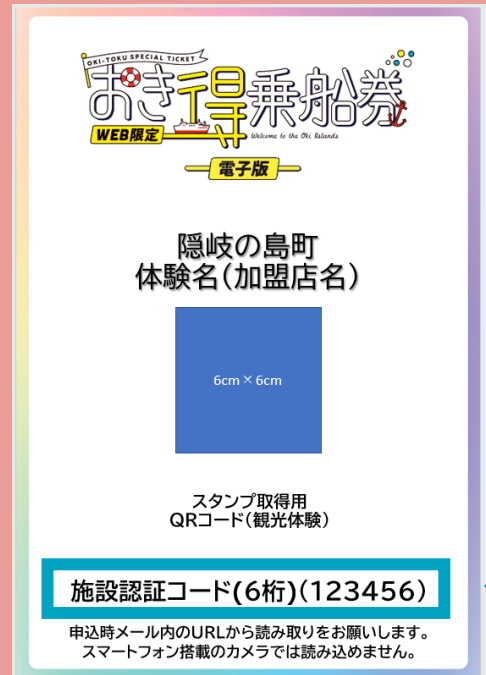 OKI-TOKU SPECIAL TICKET
おき得乗船券
WEB限定
Welcome to the Oki Islands
電子版
隠岐の島町
体験名(加盟店名)
6cm×6cm
スタンプ取得用
QRコード(観光体験)
施設認証コード(6桁)(123456)
申込時メール内のURLから読み取りをお願いします。
スマートフォン搭載のカメラでは読み込めません。